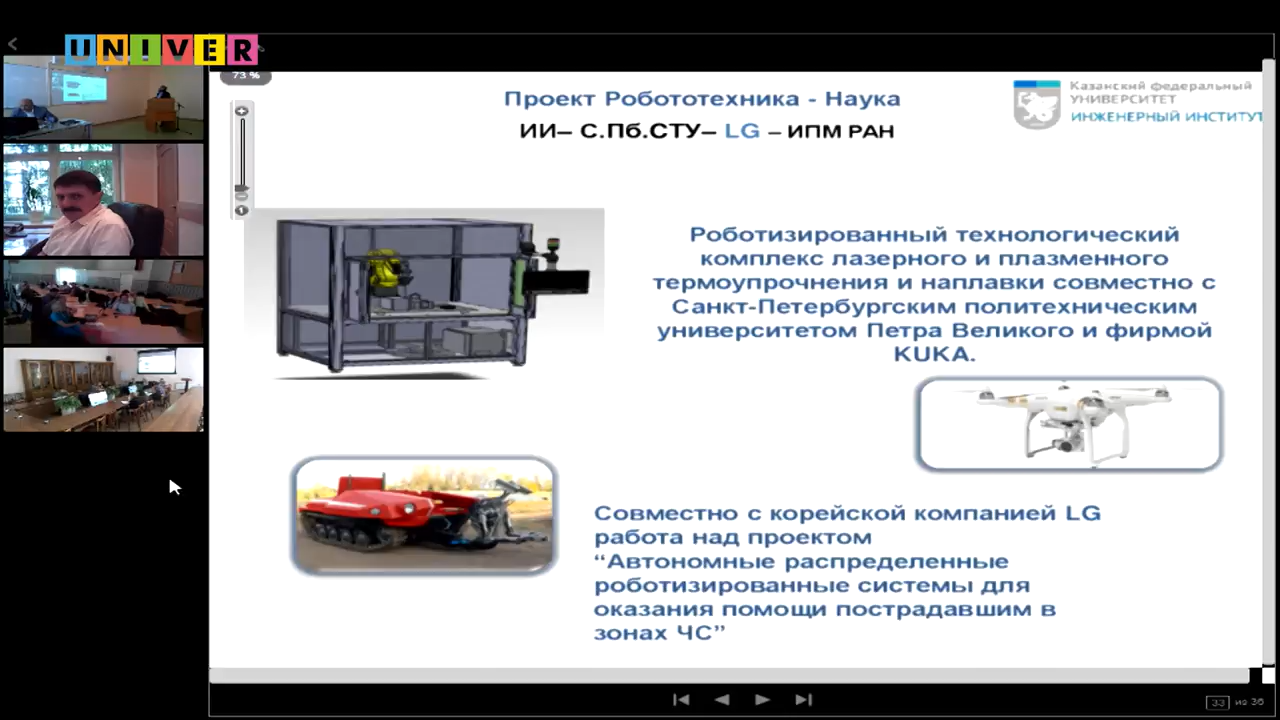 UNIVER
73 %
Проект Робототехника - Наука
ИИ– С.Пб.СТУ– LG – ИПМ РАН
Казанский федеральный
УНИВЕРСИТЕТ
ИНЖЕНЕРНЫЙ ИНСТИТУТ
Роботизированный технологический
комплекс лазерного и плазменного
термоупрочнения и наплавки совместно с
Санкт-Петербургским политехническим
университетом Петра Великого и фирмой
KUKA.
Совместно с корейской компанией LG
работа над проектом
“Автономные распределенные
роботизированные системы для
оказания помощи пострадавшим в
зонах ЧС”
33 из 36